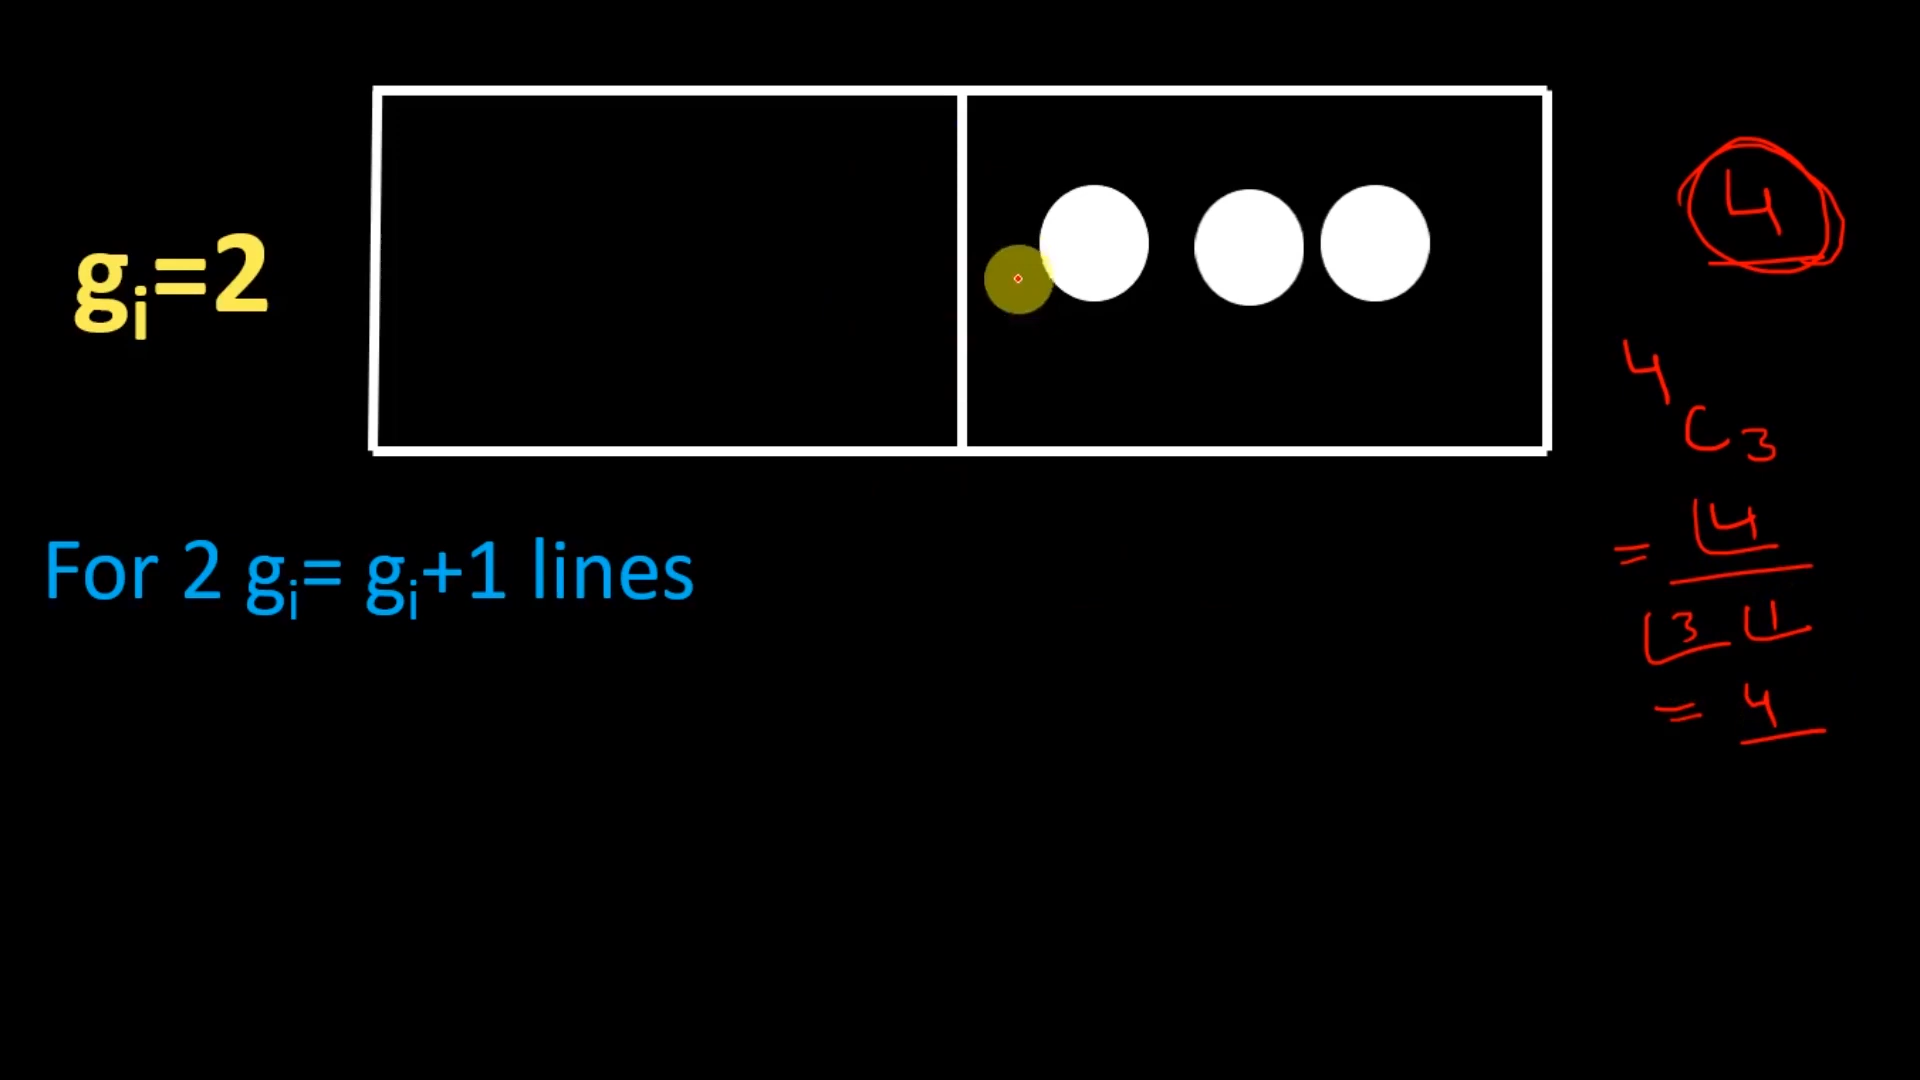 gi=2
For 2 gi= gi+1 lines
4
4C3
= ⌊4
⌊3 ⌊1
= 4